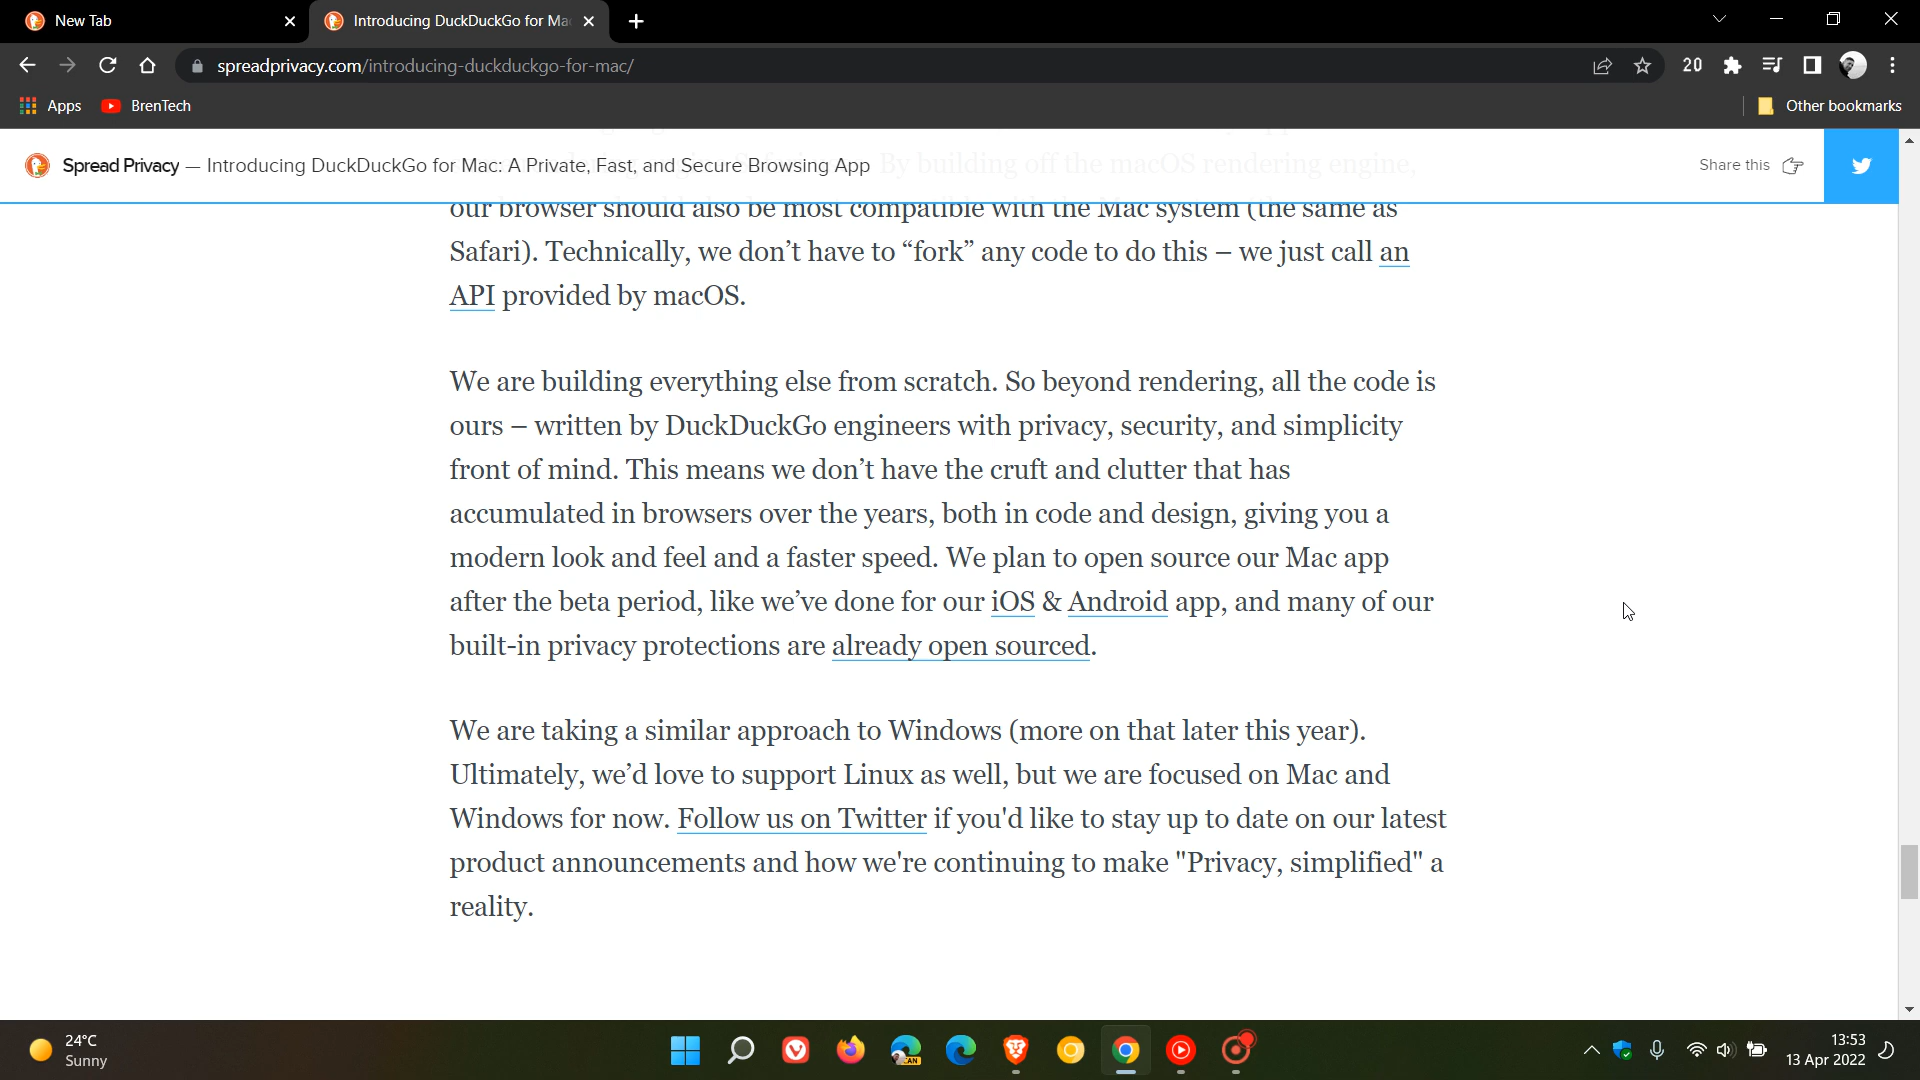 New Tab
Introducing DuckDuckGo for Ma
spreadprivacy.com/introducing-duckduckgo-for-mac/
20
Apps
BrenTech
Other bookmarks
Spread Privacy — Introducing DuckDuckGo for Mac: A Private, Fast, and Secure Browsing App
By building off the macOS rendering engine,
Share this
our browser should also be most compatible with the Mac system (the same as
Safari). Technically, we don’t have to “fork” any code to do this – we just call an
API provided by macOS.
We are building everything else from scratch. So beyond rendering, all the code is
ours – written by DuckDuckGo engineers with privacy, security, and simplicity
front of mind. This means we don’t have the cruft and clutter that has
accumulated in browsers over the years, both in code and design, giving you a
modern look and feel and a faster speed. We plan to open source our Mac app
after the beta period, like we’ve done for our iOS & Android app, and many of our
built-in privacy protections are already open sourced.
We are taking a similar approach to Windows (more on that later this year).
Ultimately, we’d love to support Linux as well, but we are focused on Mac and
Windows for now. Follow us on Twitter if you'd like to stay up to date on our latest
product announcements and how we're continuing to make "Privacy, simplified" a
reality.
24°C
Sunny
CAN
13:53
13 Apr 2022